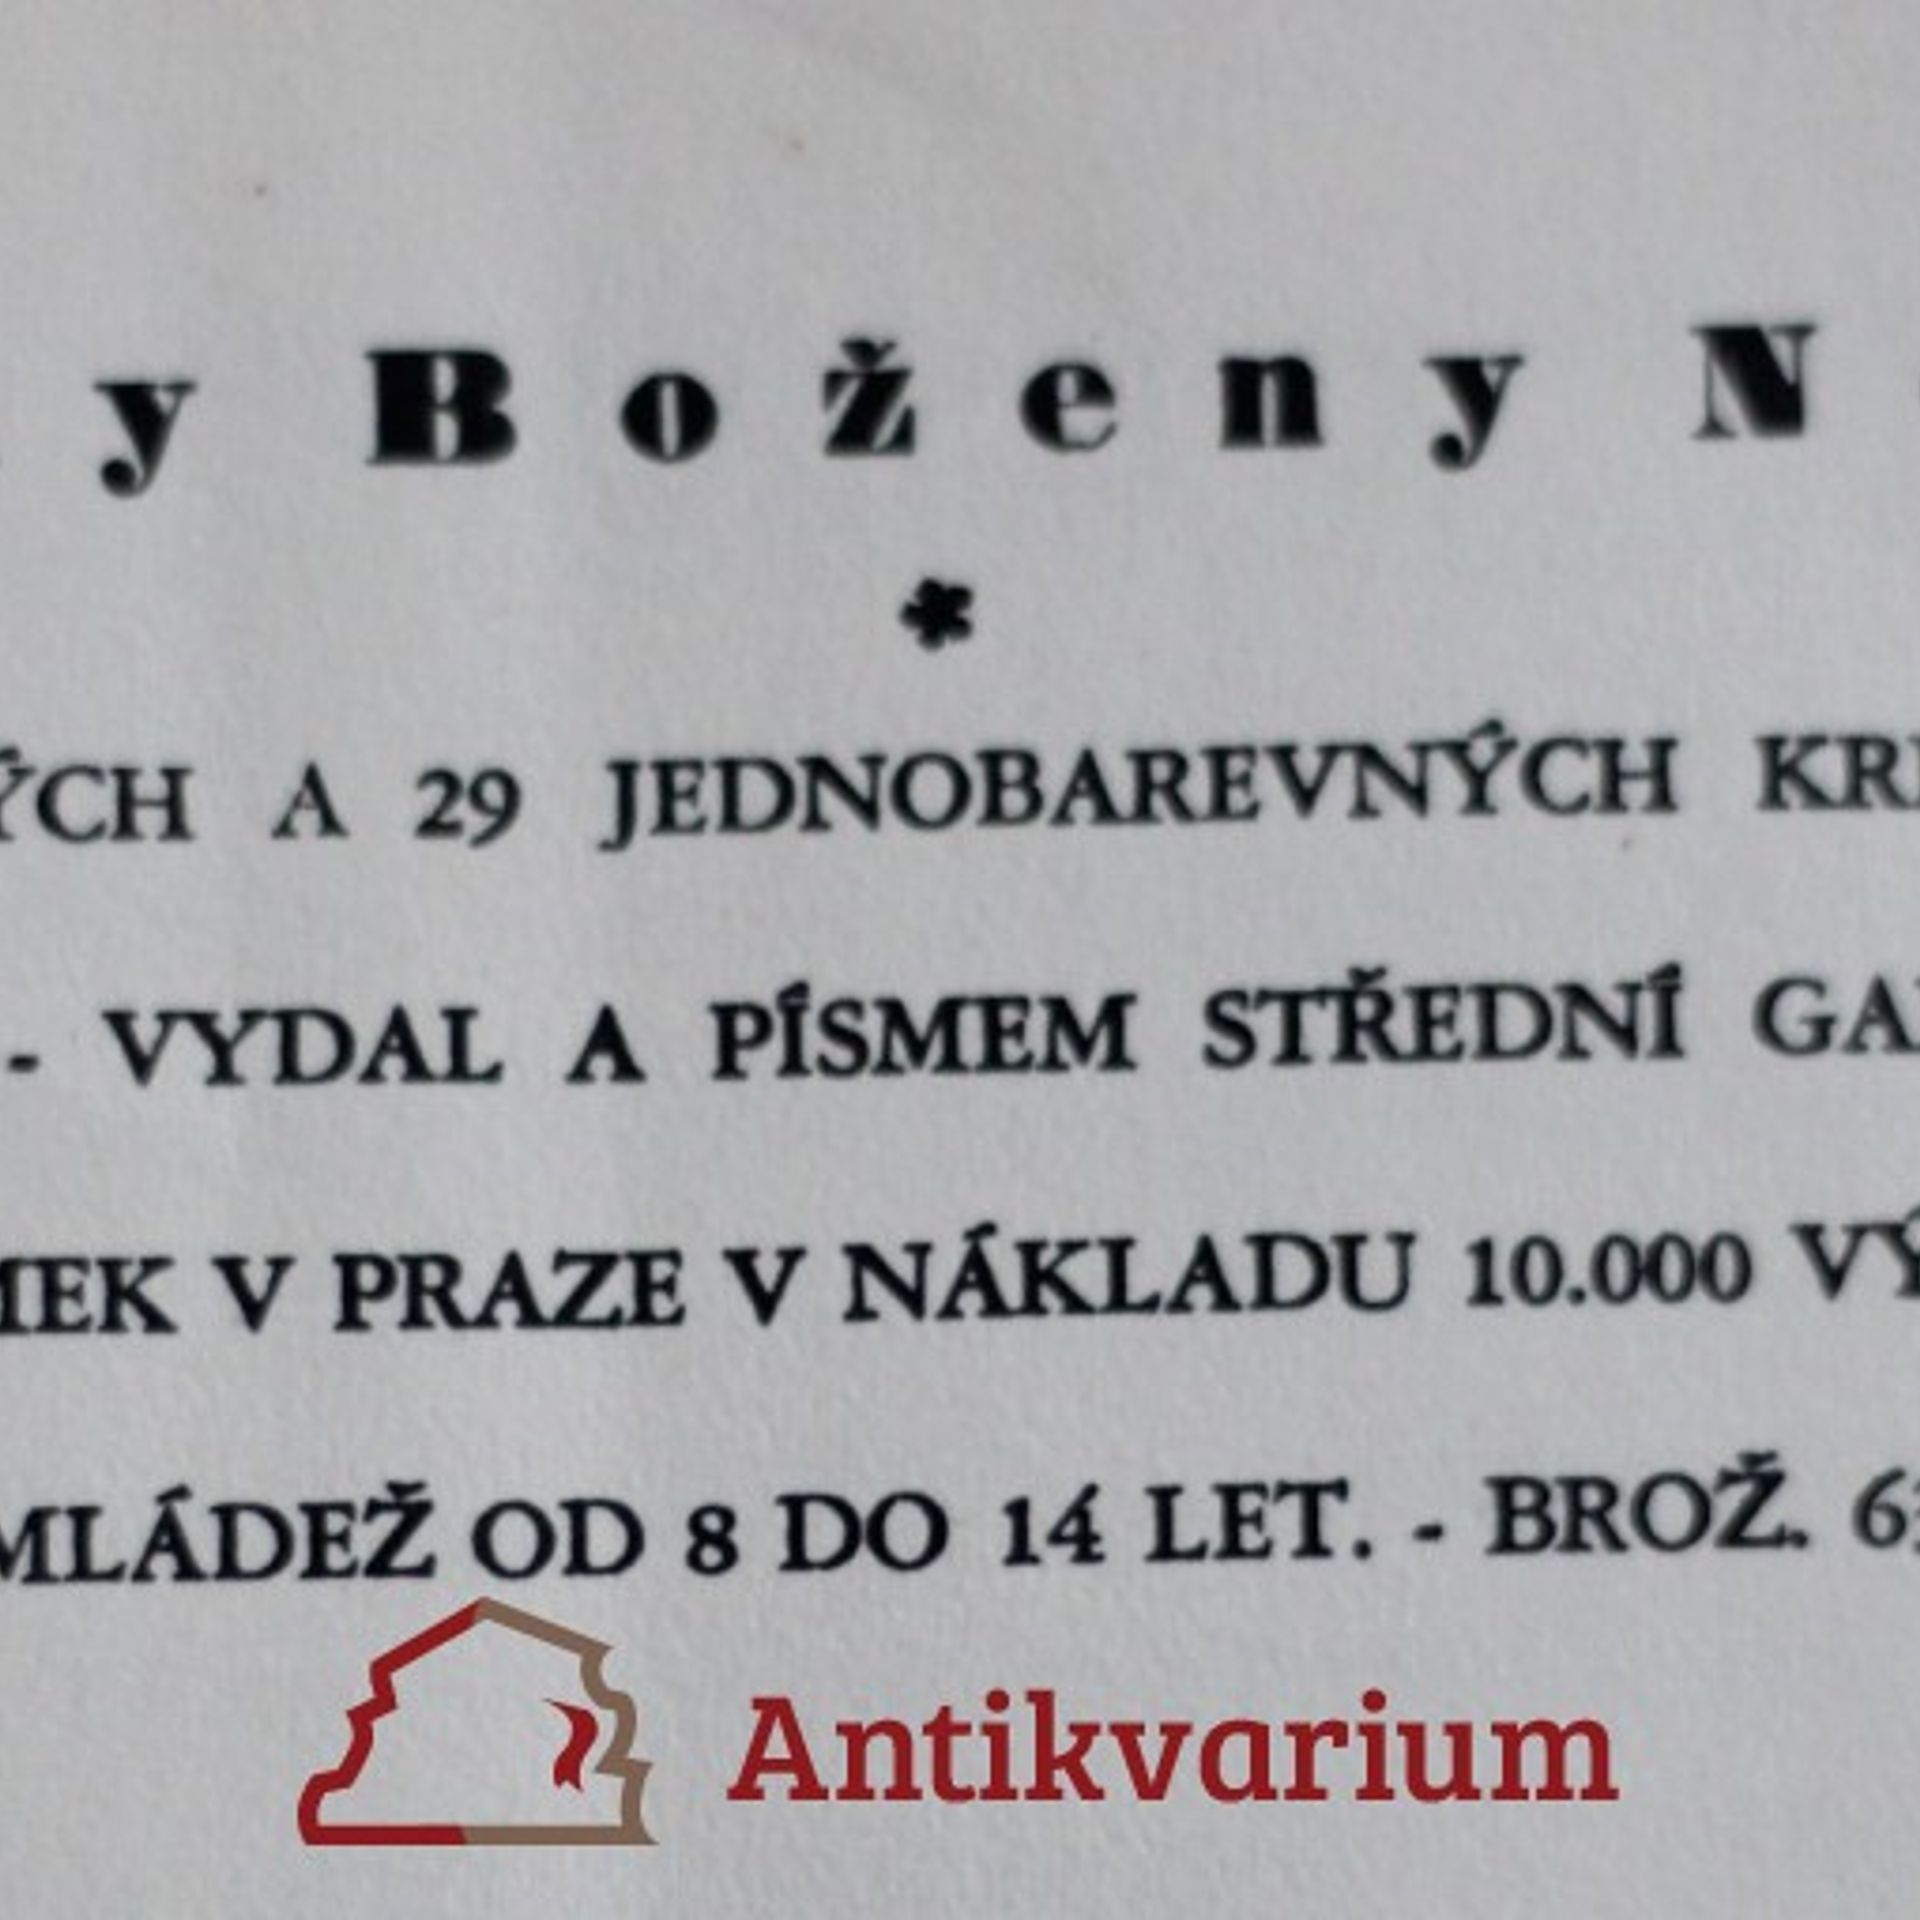 y Boženy N
ÝCH A 29 JEDNOBAREVNÝCH KR
- VYDAL A PÍSMEM STŘEDNÍ GA
MEK V PRAZE V NÁKLADU 10.000 VÝ
MLÁDEŽ OD 8 DO 14 LET. - BROŽ. 6
Antikvarium